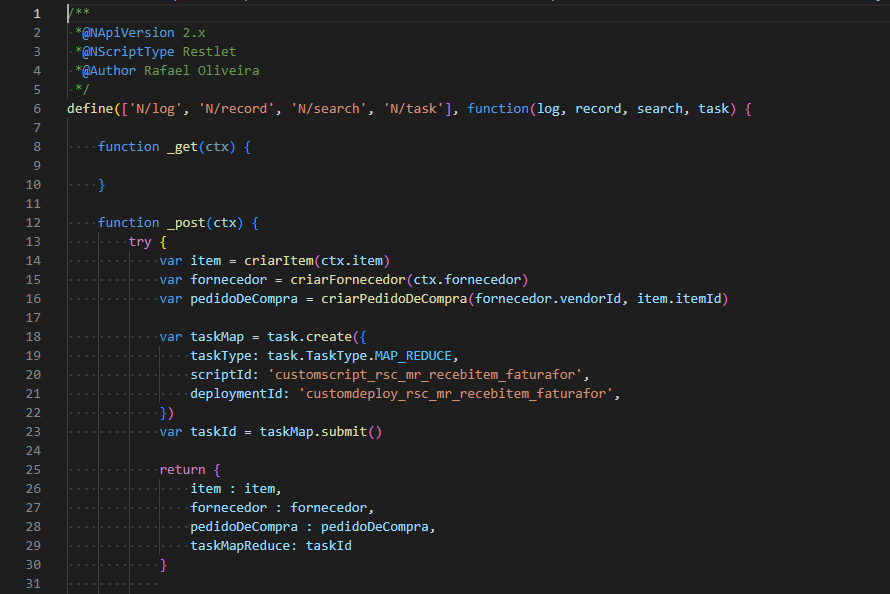 1 /**
2 *@NApiVersion 2.x
3 *@NScriptType Restlet
4 *@Author Rafael Oliveira
5 */
6 define(['N/log', 'N/record', 'N/search', 'N/task'], function(log, record, search, task) {
7
8 function _get(ctx) {
9
10 }
11
12 function _post(ctx) {
13 try {
14 var item = criarItem(ctx.item)
15 var fornecedor = criarFornecedor(ctx.fornecedor)
16 var pedidoDeCompra = criarPedidoDeCompra(fornecedor.vendorId, item.itemId)
17
18 var taskMap = task.create({
19 taskType: task.TaskType.MAP_REDUCE,
20 scriptId: 'customscript_rsc_mr_recebitem_faturafor',
21 deploymentId: 'customdeploy_rsc_mr_recebitem_faturafor',
22 })
23 var taskId = taskMap.submit()
24
25 return {
26 item : item,
27 fornecedor : fornecedor,
28 pedidoDeCompra : pedidoDeCompra,
29 taskMapReduce: taskId
30 }
31